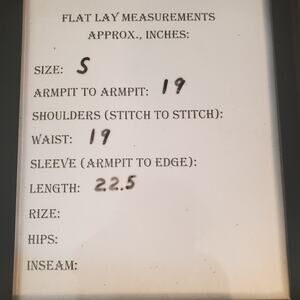 FLAT LAY MEASUREMENTS
APPROX., INCHES:
SIZE: S
ARMPIT TO ARMPIT: 19
SHOULDERS (STITCH TO STITCH):
WAIST: 19
SLEEVE (ARMPIT TO EDGE):
LENGTH: 22.5
RIZE:
HIPS:
INSEAM: